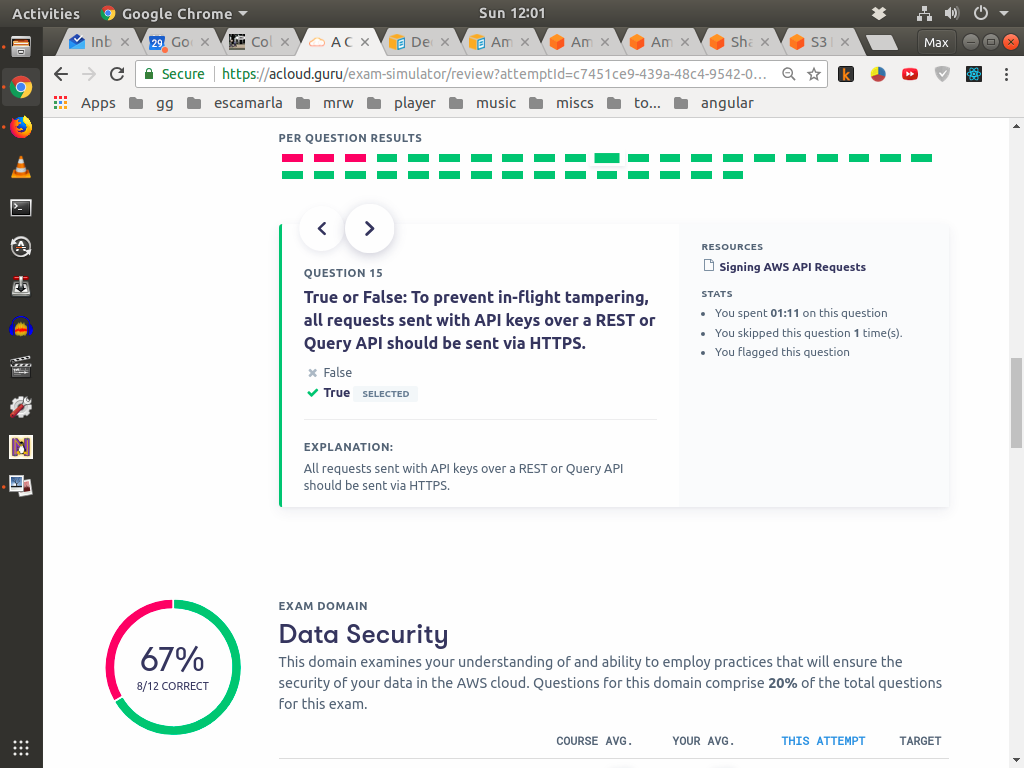 Activities Google Chrome Sun 12:01
Inb 29 Goo Col A C De Am Am Am Sha S3 Max
Secure https://acloud.guru/exam-simulator/review?attemptId=c7451ce9-439a-48c4-9542-0...
Apps gg escamarla mrw player music miscs to... angular
PER QUESTION RESULTS
QUESTION 15
True or False: To prevent in-flight tampering,
all requests sent with API keys over a REST or
Query API should be sent via HTTPS.
False
True SELECTED
EXPLANATION:
All requests sent with API keys over a REST or Query API
should be sent via HTTPS.
RESOURCES
Signing AWS API Requests
STATS
• You spent 01:11 on this question
• You skipped this question 1 time(s).
• You flagged this question
67%
8/12 CORRECT
EXAM DOMAIN
Data Security
This domain examines your understanding of and ability to employ practices that will ensure the
security of your data in the AWS cloud. Questions for this domain comprise 20% of the total questions
for this exam.
COURSE AVG. YOUR AVG. THIS ATTEMPT TARGET